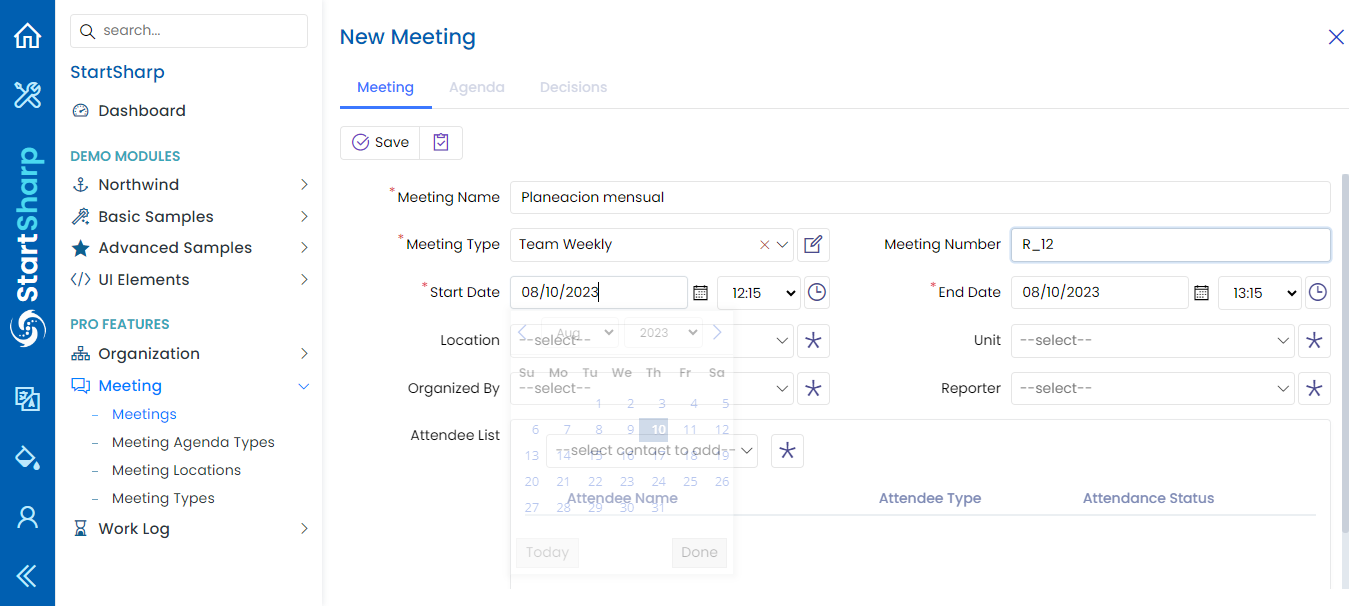 search...
StartSharp
Dashboard
DEMO MODULES
Northwind
Basic Samples
Advanced Samples
UI Elements
PRO FEATURES
Organization
Meeting
Meetings
Meeting Agenda Types
Meeting Locations
Meeting Types
Work Log
StartSharp
New Meeting
Meeting Agenda Decisions
Save
* Meeting Name Planeacion mensual
* Meeting Type Team Weekly Meeting Number R_12
* Start Date 08/10/2023 12:15 * End Date 08/10/2023 13:15
Location --select-- Unit --select--
Organized By --select-- Reporter --select--
Attendee List --select contact to add--
Attendee Name Attendee Type Attendance Status
Aug 2023
Su Mo Tu We Th Fr Sa
1 2 3 4 5
6 7 8 9 10 11 12
13 14 15 16 17 18 19
20 21 22 23 24 25 26
27 28 29 30 31
Today Done